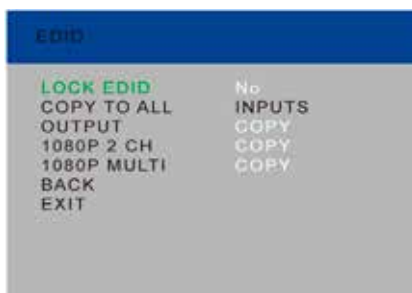 EDID
LOCK EDID No
COPY TO ALL INPUTS
OUTPUT COPY
1080P 2 CH COPY
1080P MULTI COPY
BACK
EXIT